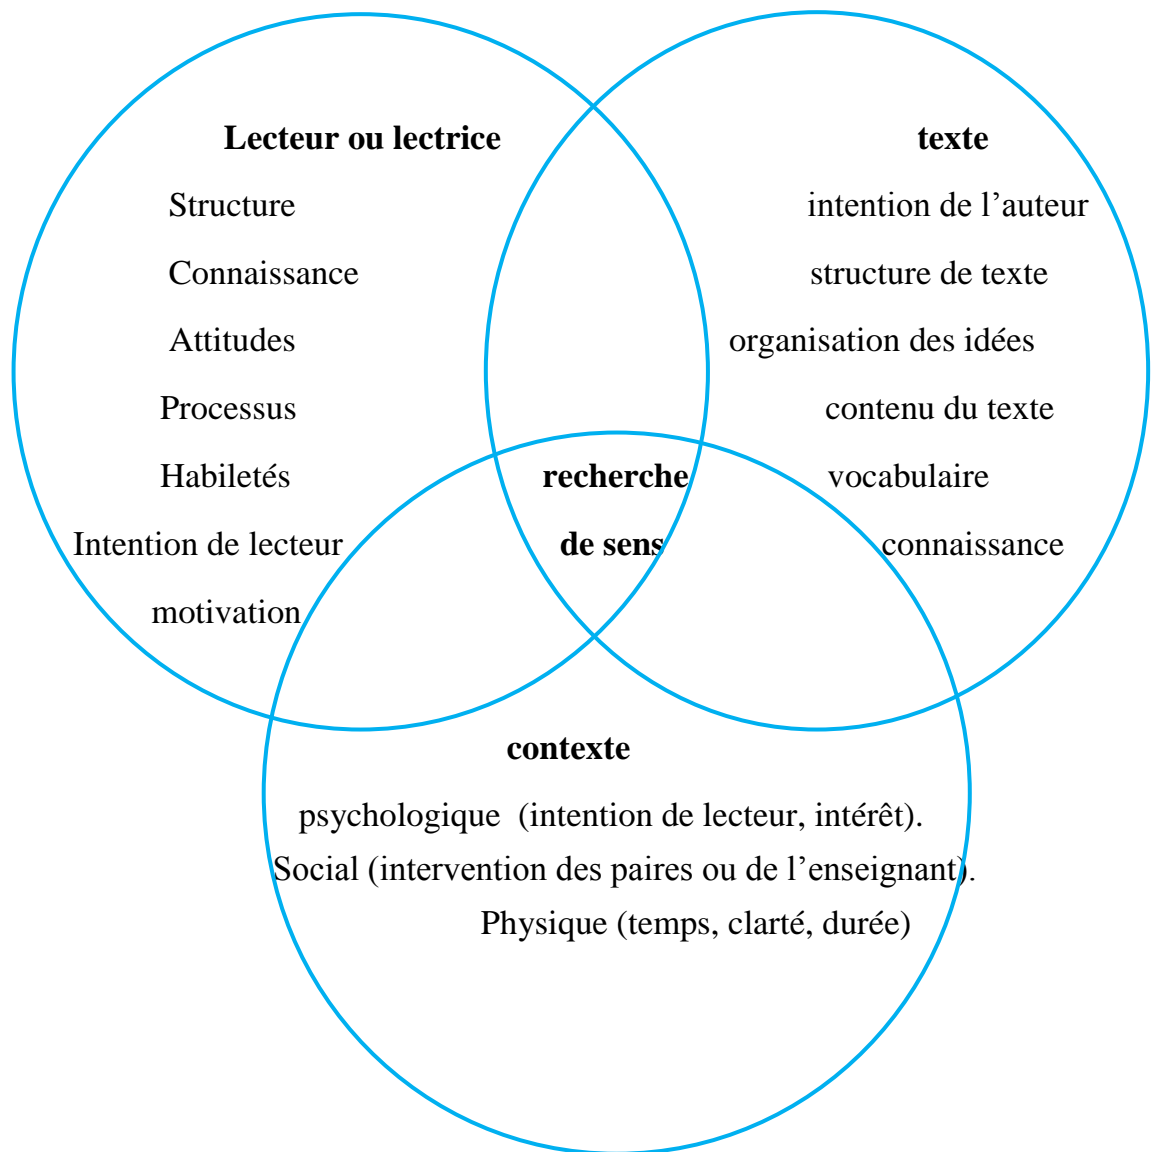 Lecteur ou lectrice
Structure
Connaissance
Attitudes
Processus
Habiletés
Intention de lecteur
motivation
texte
intention de l’auteur
structure de texte
organisation des idées
contenu du texte
vocabulaire
connaissance
recherche
de sens
contexte
psychologique (intention de lecteur, intérêt).
Social (intervention des paires ou de l’enseignant).
Physique (temps, clarté, durée)